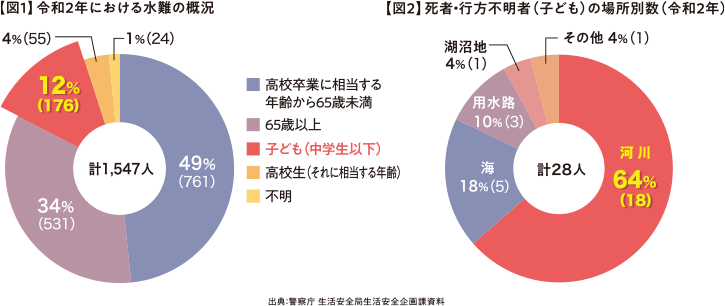 【図1】令和2年における水難の概況
4%(55)
1%(24)
12%
(176)
計1,547人
49%
(761)
34%
(531)
高校卒業に相当する
年齢から65歳未満
65歳以上
子ども(中学生以下)
高校生(それに相当する年齢)
不明
【図2】死者・行方不明者(子ども)の場所別数(令和2年)
その他 4%(1)
湖沼地
4%(1)
用水路
10%(3)
海
18%(5)
計28人
河川
64%
(18)
出典:警察庁 生活安全局生活安全企画課資料